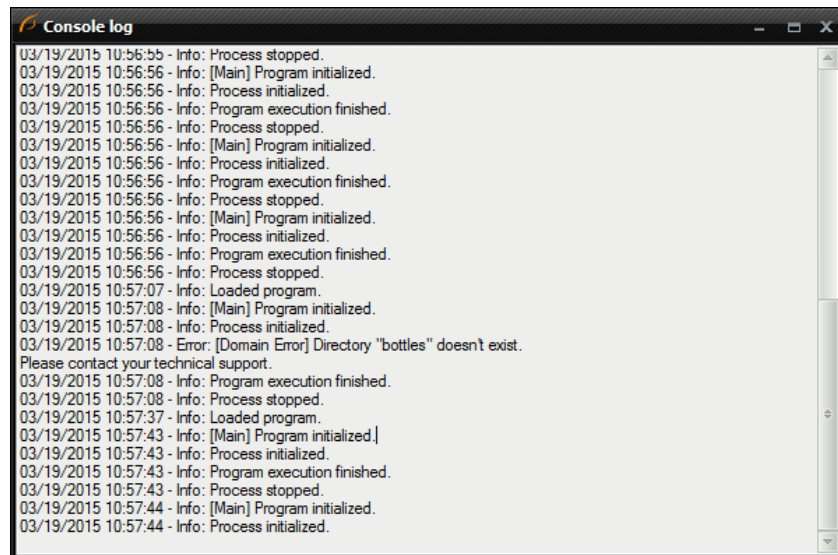 Console log
03/19/2015 10:56:55 - Info: Process stopped.
03/19/2015 10:56:56 - Info: [Main] Program initialized.
03/19/2015 10:56:56 - Info: Process initialized.
03/19/2015 10:56:56 - Info: Program execution finished.
03/19/2015 10:56:56 - Info: Process stopped.
03/19/2015 10:56:56 - Info: [Main] Program initialized.
03/19/2015 10:56:56 - Info: Process initialized.
03/19/2015 10:56:56 - Info: Program execution finished.
03/19/2015 10:56:56 - Info: Process stopped.
03/19/2015 10:56:56 - Info: [Main] Program initialized.
03/19/2015 10:56:56 - Info: Process initialized.
03/19/2015 10:56:56 - Info: Program execution finished.
03/19/2015 10:56:56 - Info: Process stopped.
03/19/2015 10:57:07 - Info: Loaded program.
03/19/2015 10:57:08 - Info: [Main] Program initialized.
03/19/2015 10:57:08 - Info: Process initialized.
03/19/2015 10:57:08 - Error: [Domain Error] Directory "bottles" doesn't exist.
Please contact your technical support.
03/19/2015 10:57:08 - Info: Program execution finished.
03/19/2015 10:57:08 - Info: Process stopped.
03/19/2015 10:57:37 - Info: Loaded program.
03/19/2015 10:57:43 - Info: [Main] Program initialized.
03/19/2015 10:57:43 - Info: Process initialized.
03/19/2015 10:57:43 - Info: Program execution finished.
03/19/2015 10:57:43 - Info: Process stopped.
03/19/2015 10:57:44 - Info: [Main] Program initialized.
03/19/2015 10:57:44 - Info: Process initialized.